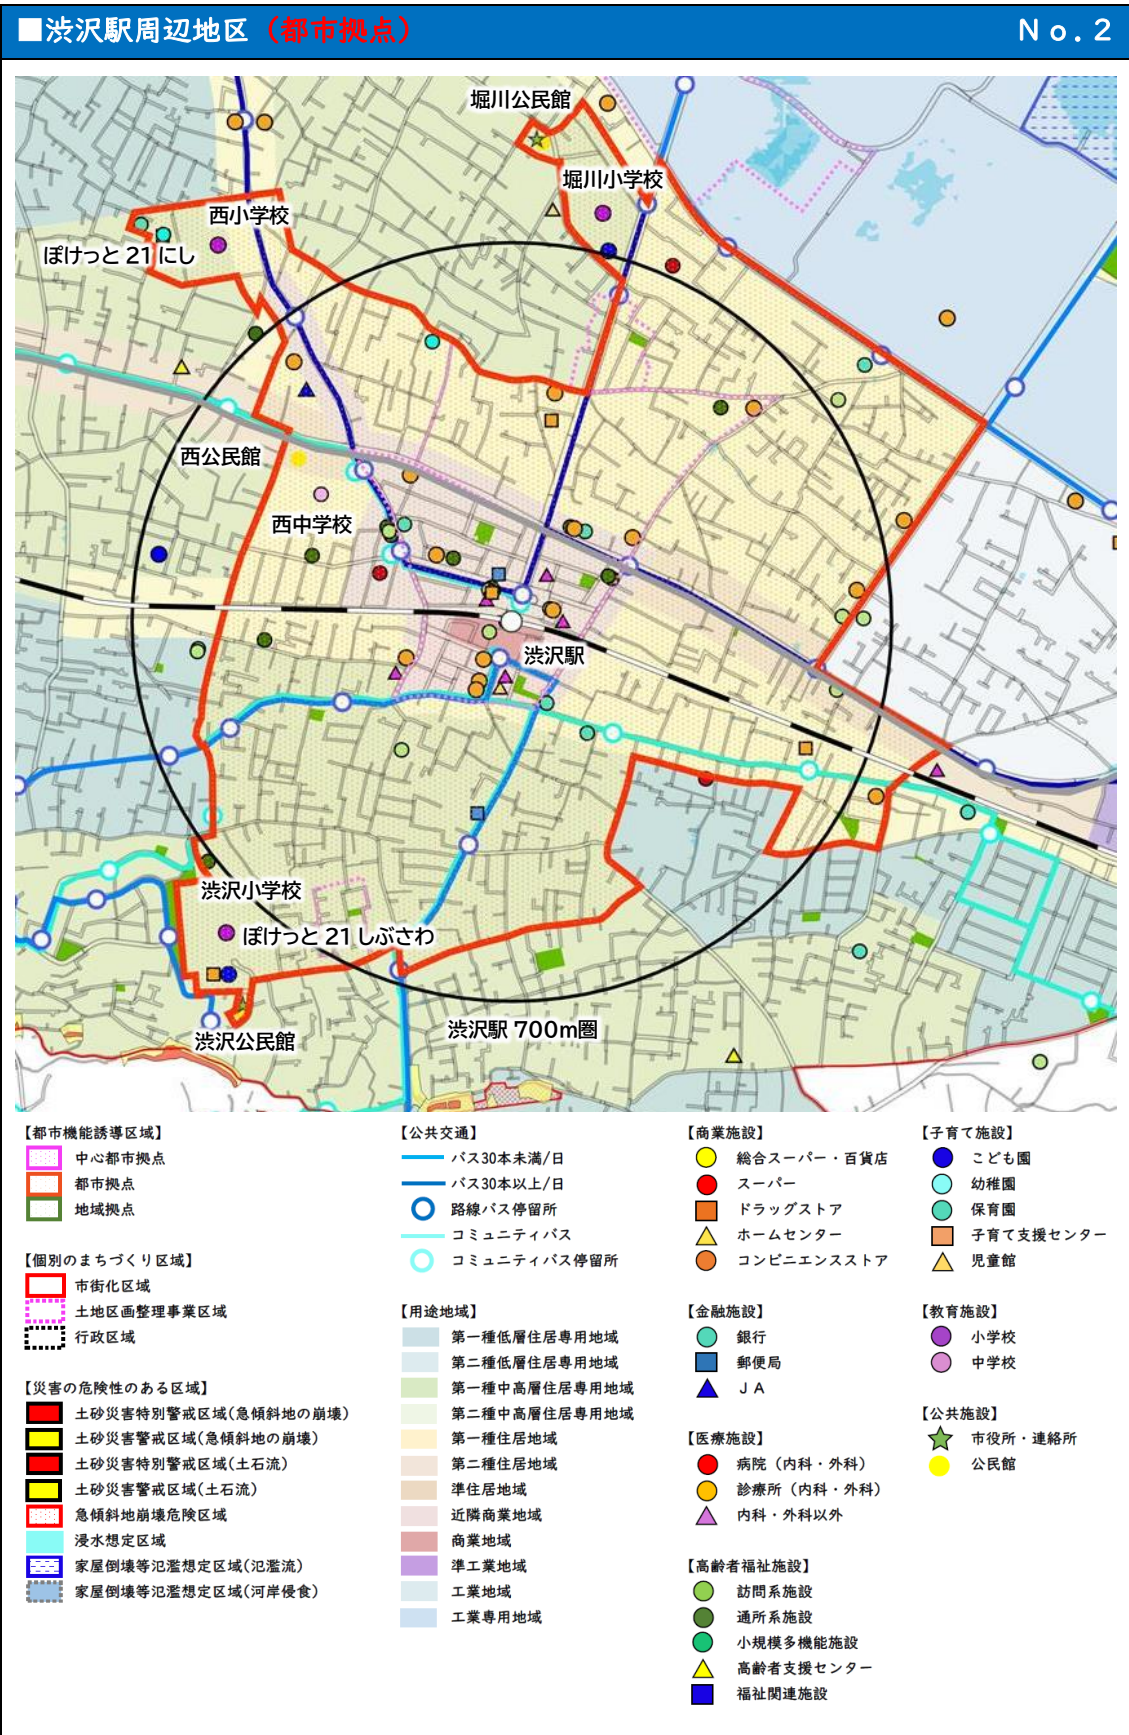 ■渋沢駅周辺地区（都市拠点） No.2
堀川公民館
堀川小学校
西小学校
ぽけっと21にし
西公民館
西中学校
渋沢駅
渋沢小学校
ぽけっと21しぶさわ
渋沢公民館
渋沢駅700m圏
【都市機能誘導区域】
中心都市拠点
都市拠点
地域拠点
【個別のまちづくり区域】
市街化区域
土地区画整理事業区域
行政区域
【災害の危険性のある区域】
土砂災害特別警戒区域(急傾斜地の崩壊)
土砂災害警戒区域(急傾斜地の崩壊)
土砂災害特別警戒区域(土石流)
土砂災害警戒区域(土石流)
急傾斜地崩壊危険区域
浸水想定区域
家屋倒壊等氾濫想定区域(氾濫流)
家屋倒壊等氾濫想定区域(河岸侵食)
【公共交通】
バス30本未満/日
バス30本以上/日
路線バス停留所
コミュニティバス
コミュニティバス停留所
【用途地域】
第一種低層住居専用地域
第二種低層住居専用地域
第一種中高層住居専用地域
第二種中高層住居専用地域
第一種住居地域
第二種住居地域
準住居地域
近隣商業地域
商業地域
準工業地域
工業地域
工業専用地域
【商業施設】
総合スーパー・百貨店
スーパー
ドラッグストア
ホームセンター
コンビニエンスストア
【金融施設】
銀行
郵便局
ＪＡ
【医療施設】
病院（内科・外科）
診療所（内科・外科）
内科・外科以外
【高齢者福祉施設】
訪問系施設
通所系施設
小規模多機能施設
高齢者支援センター
福祉関連施設
【子育て施設】
こども園
幼稚園
保育園
子育て支援センター
児童館
【教育施設】
小学校
中学校
【公共施設】
市役所・連絡所
公民館